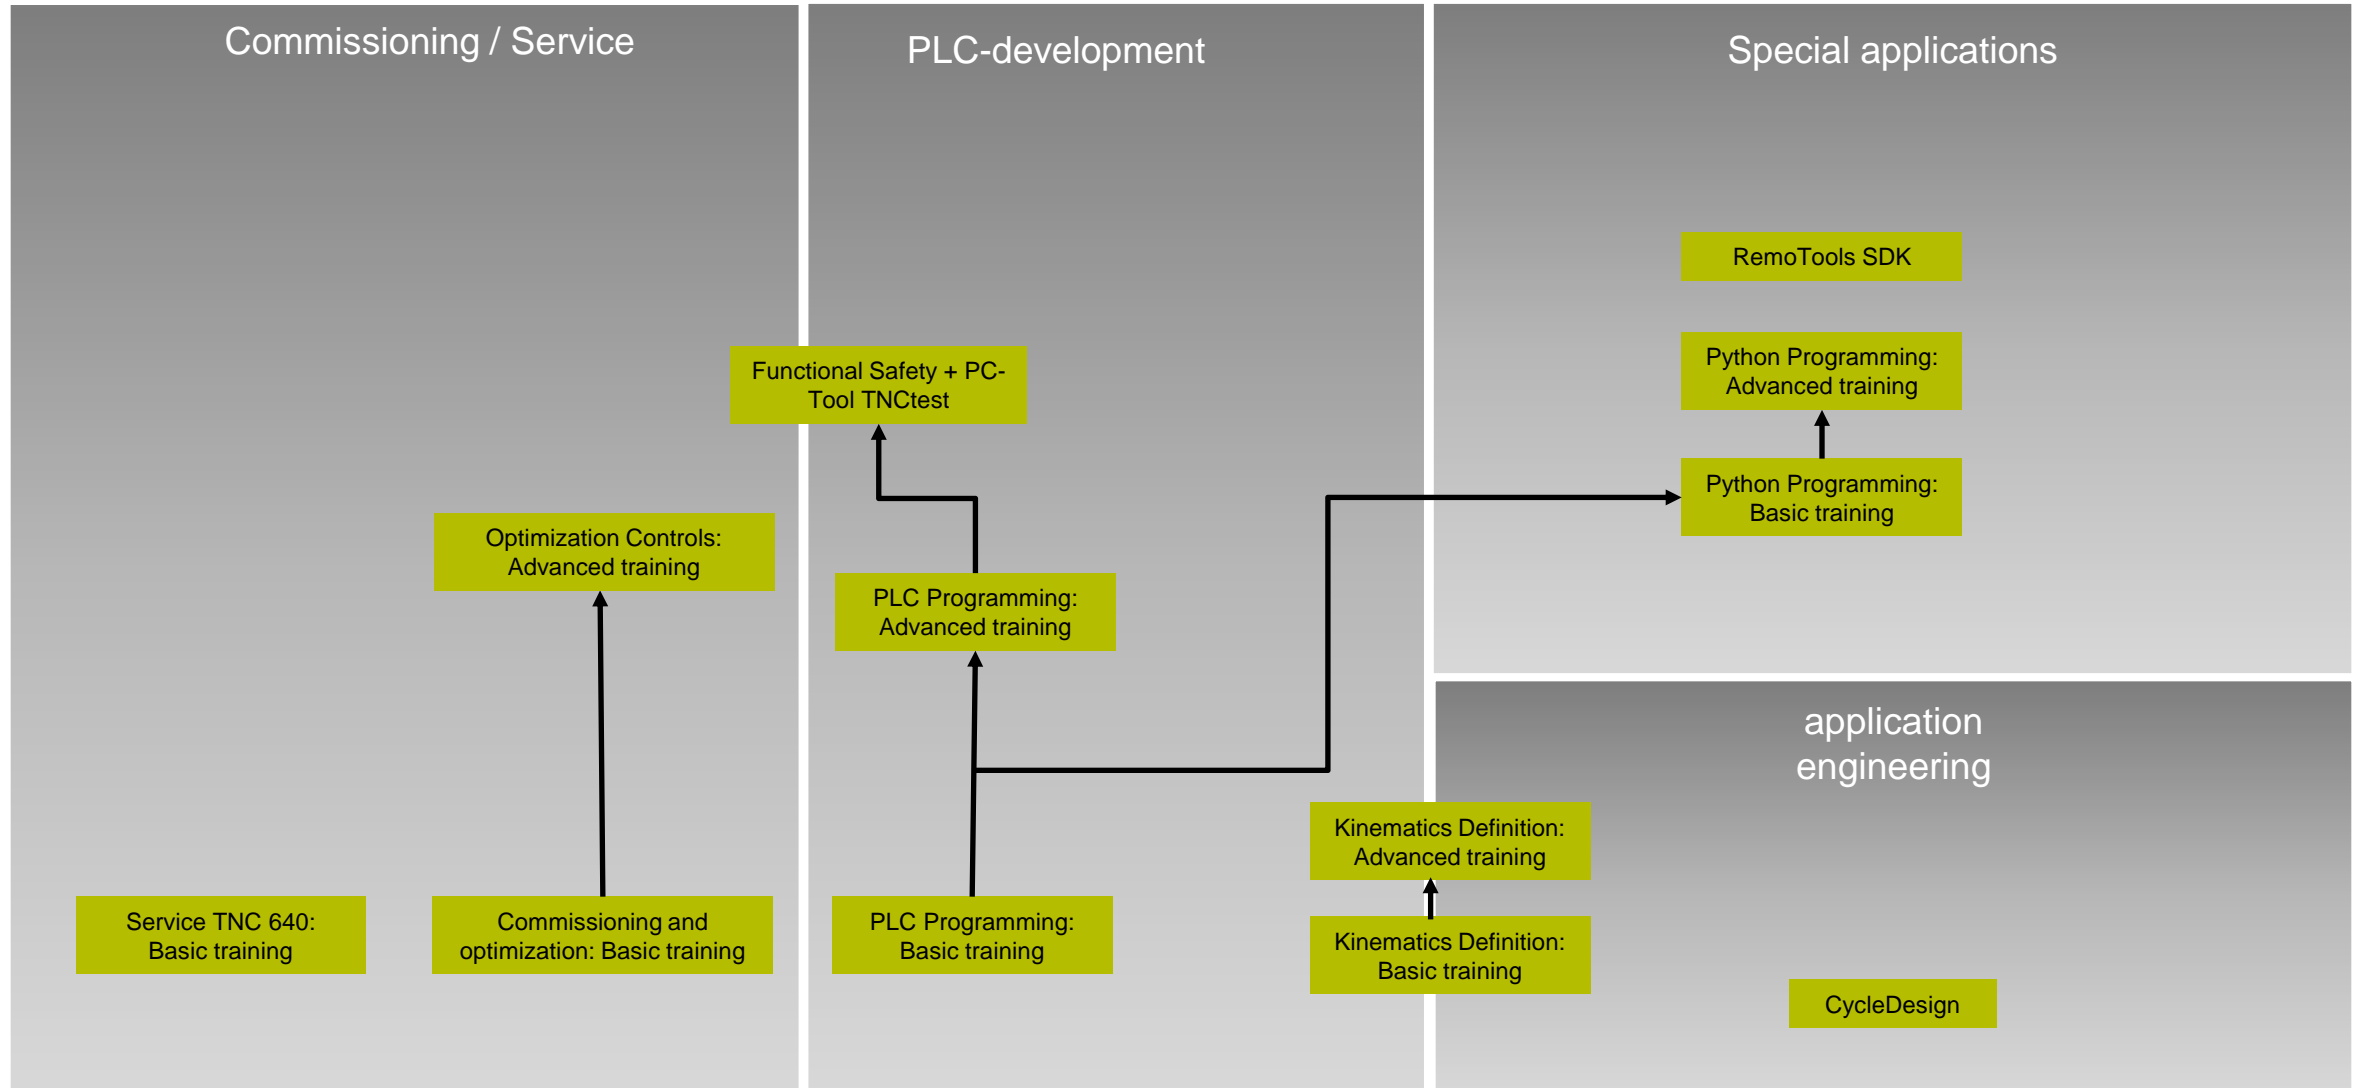 Commissioning / Service
PLC-development
Special applications
RemoTools SDK
Functional Safety + PC-
Tool TNCtest
Python Programming:
Advanced training
Python Programming:
Basic training
Optimization Controls:
Advanced training
PLC Programming:
Advanced training
application
engineering
Kinematics Definition:
Advanced training
Service TNC 640:
Basic training
Commissioning and
optimization: Basic training
PLC Programming:
Basic training
Kinematics Definition:
Basic training
CycleDesign